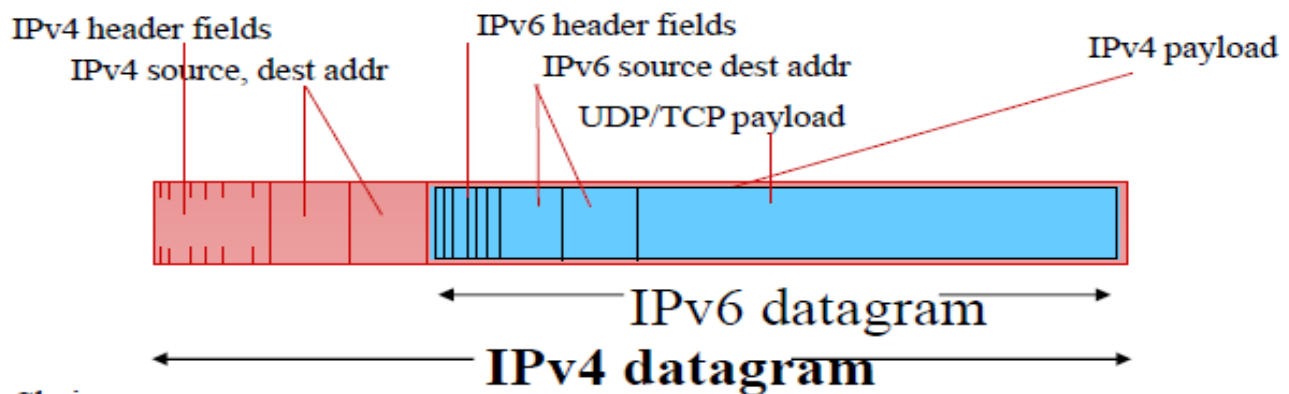 IPv4 header fields
IPv6 header fields
IPv4 payload
IPv4 source, dest addr
IPv6 source dest addr
UDP/TCP payload
IPv6 datagram
IPv4 datagram